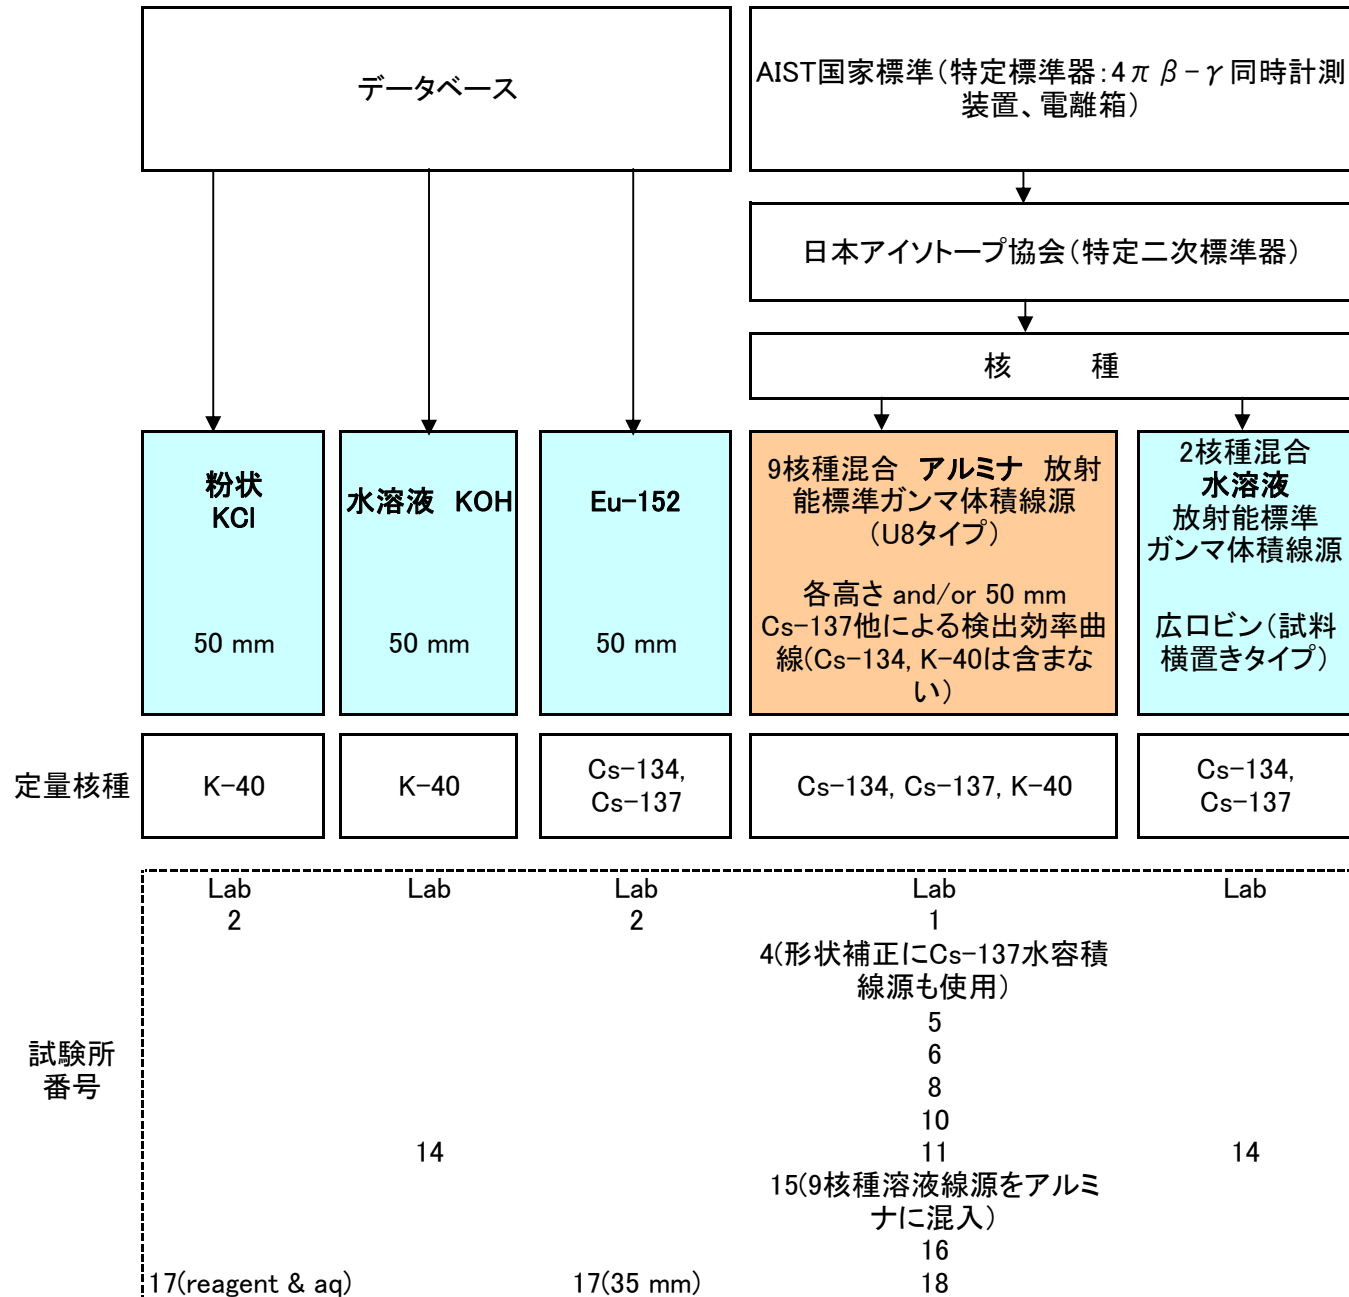 データベース
AIST国家標準（特定標準器：4π β-γ同時計測
装置、電離箱）
日本アイソトープ協会（特定二次標準器）
核　　種
粉状
KCl
50 mm
水溶液 KOH
50 mm
Eu-152
50 mm
9核種混合 アルミナ 放射
能標準ガンマ体積線源
（U8タイプ）
各高さ and/or 50 mm
Cs-137他による検出効率曲
線(Cs-134, K-40は含まな
い）
2核種混合
水溶液
放射能標準
ガンマ体積線源
広口ビン（試料
横置きタイプ）
定量核種
K-40
K-40
Cs-134,
Cs-137
Cs-134, Cs-137, K-40
Cs-134,
Cs-137
試験所
番号
Lab Lab Lab Lab Lab
2 2 1
4(形状補正にCs-137水容積
線源も使用）
5
6
8
10
14 11 14
15(9核種溶液線源をアルミ
ナに混入）
16
17(reagent & aq) 17(35 mm) 18